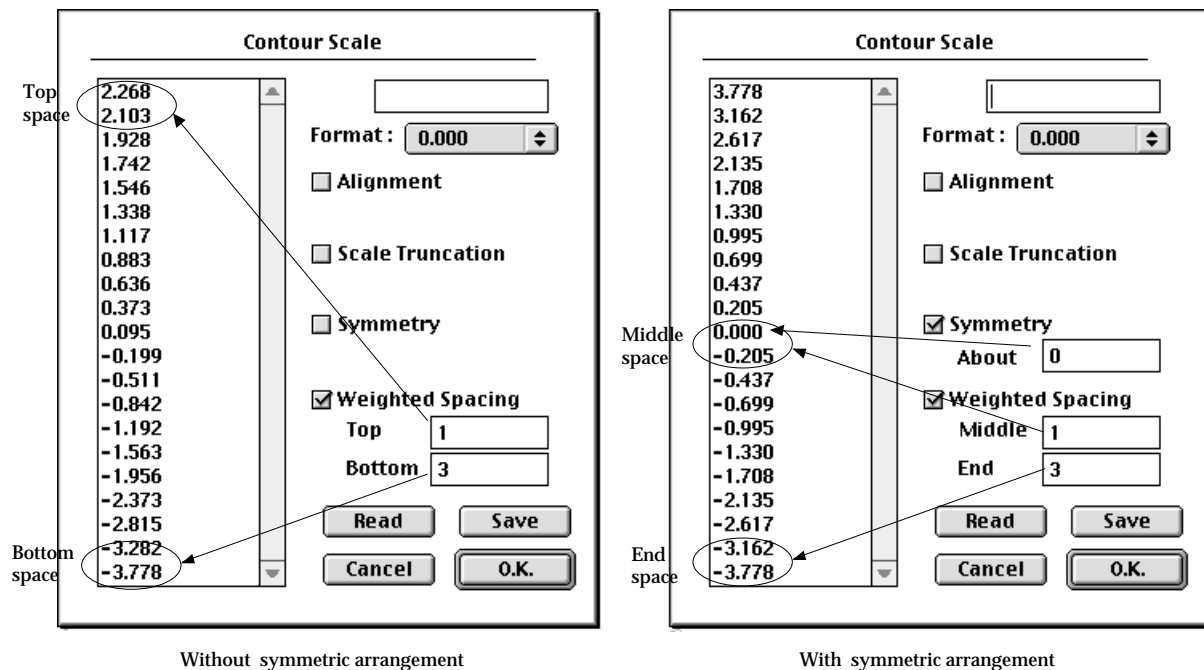 Contour Scale
Top
space
2.268
2.103
1.928
1.742
1.546
1.338
1.117
0.883
0.636
0.373
0.095
-0.199
-0.511
-0.842
-1.192
-1.563
-1.956
-2.373
-2.815
-3.282
-3.778
Bottom
space
Format : 0.000
Alignment
Scale Truncation
Symmetry
Weighted Spacing
Top 1
Bottom 3
Read Save
Cancel O.K.
Without symmetric arrangement
Contour Scale
3.778
3.162
2.617
2.135
1.708
1.330
0.995
0.699
0.437
0.205
0.000
-0.205
-0.437
-0.699
-0.995
-1.330
-1.708
-2.135
-2.617
-3.162
-3.778
Middle
space
End
space
Format : 0.000
Alignment
Scale Truncation
Symmetry
About 0
Weighted Spacing
Middle 1
End 3
Read Save
Cancel O.K.
With symmetric arrangement